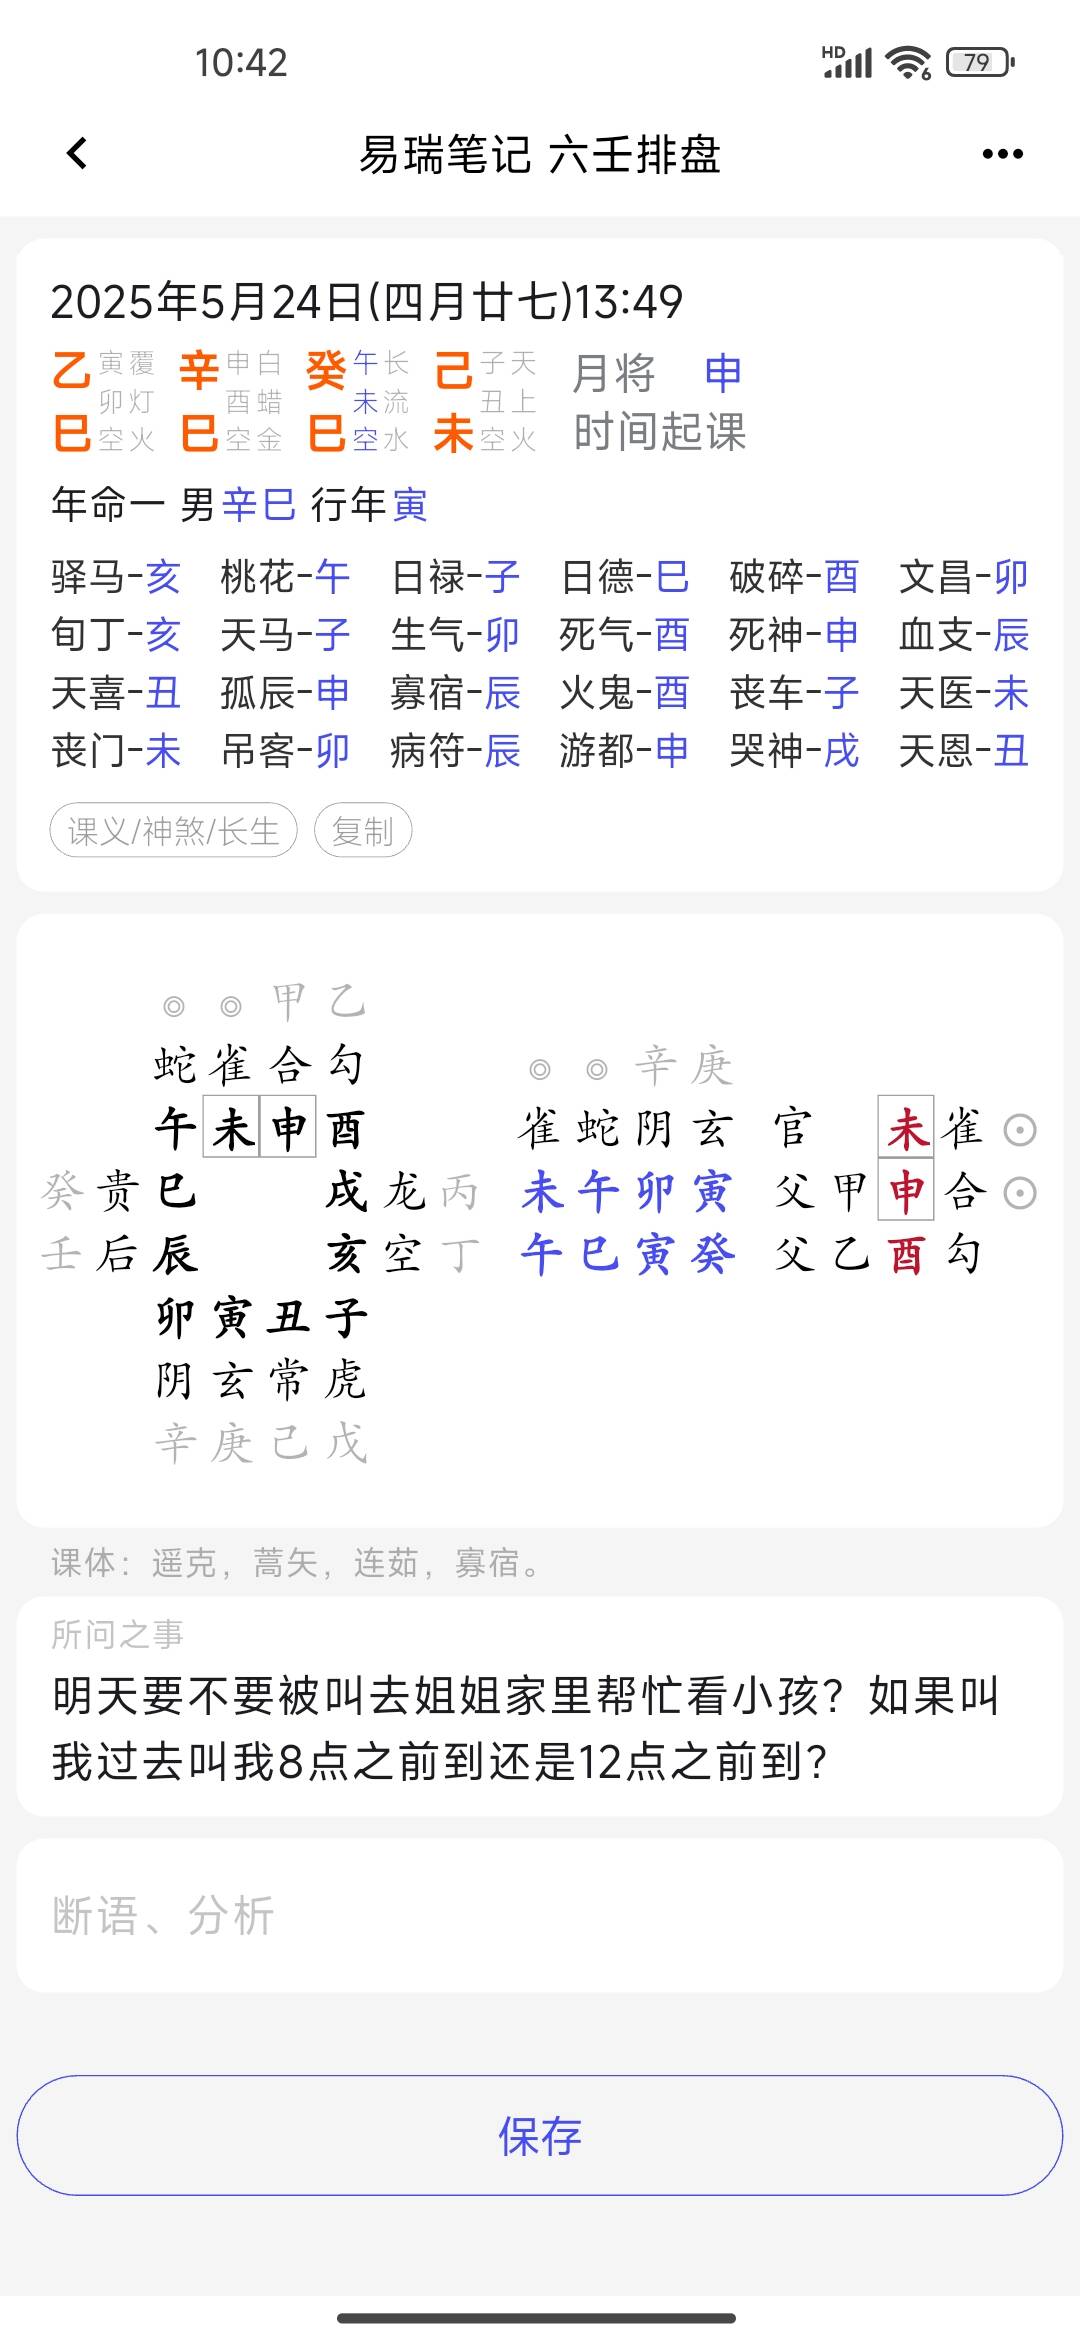 10:42
HD 6 79
易瑞笔记 六壬排盘
2025年5月24日(四月廿七)13:49
乙 寅覆 辛 申白 癸 午长 己 子天 月将 申
卯灯 酉蜡 未流 丑上
巳 空火 巳 空金 巳 空水 未 空火 时间起课
年命一 男辛巳 行年寅
驿马-亥 桃花-午 日禄-子 日德-巳 破碎-酉 文昌-卯
旬丁-亥 天马-子 生气-卯 死气-酉 死神-申 血支-辰
天喜-丑 孤辰-申 寡宿-辰 火鬼-酉 丧车-子 天医-未
丧门-未 吊客-卯 病符-辰 游都-申 哭神-戌 天恩-丑
课义/神煞/长生 复制
◎ ◎ 甲 乙
蛇 雀 合 勾 ◎ ◎ 辛 庚
午 未 申 酉 雀 蛇 阴 玄 官 未 雀 ⊙
癸 贵 巳 戌 龙 丙 未 午 卯 寅 父 甲 申 合 ⊙
壬 后 辰 亥 空 丁 午 巳 寅 癸 父 乙 酉 勾
卯 寅 丑 子
阴 玄 常 虎
辛 庚 己 戊
课体：遥克，蒿矢，连茹，寡宿。
所问之事
明天要不要被叫去姐姐家里帮忙看小孩？如果叫
我过去叫我8点之前到还是12点之前到？
断语、分析
保存